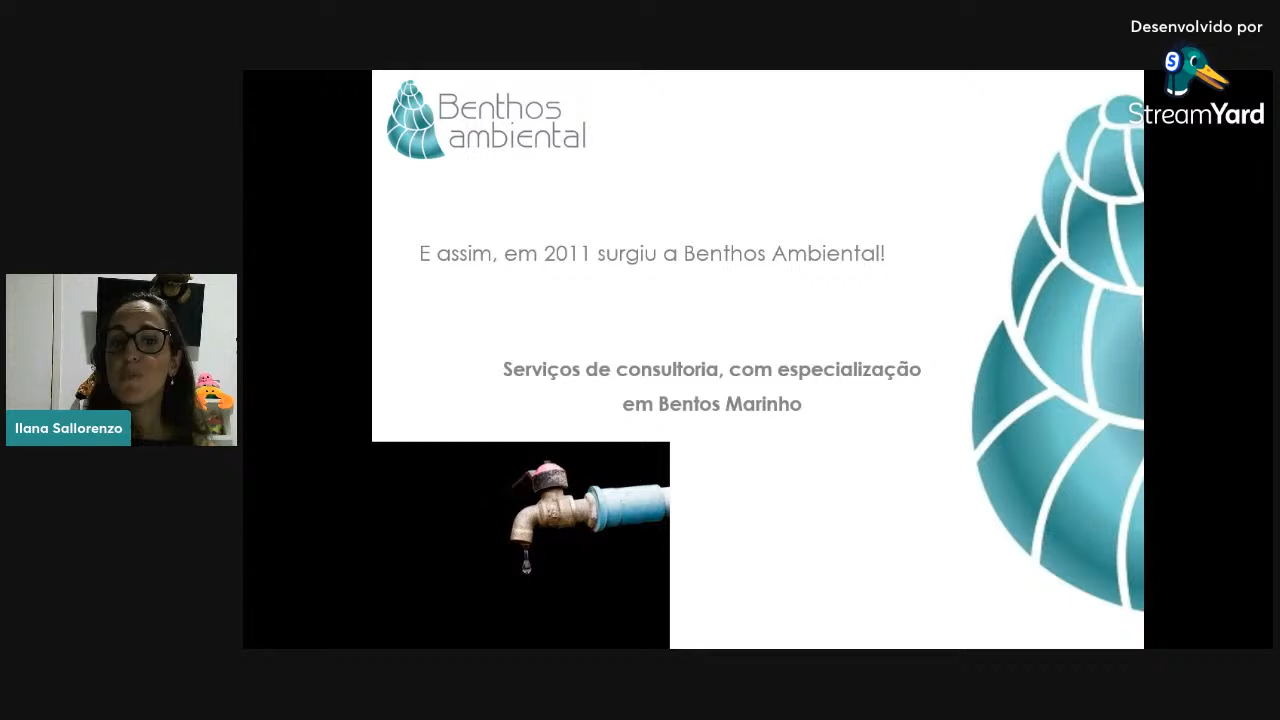 Desenvolvido por
StreamYard
Benthos
ambiental
E assim, em 2011 surgiu a Benthos Ambiental!
Serviços de consultoria, com especialização
em Bentos Marinho
Ilana Sallorenzo